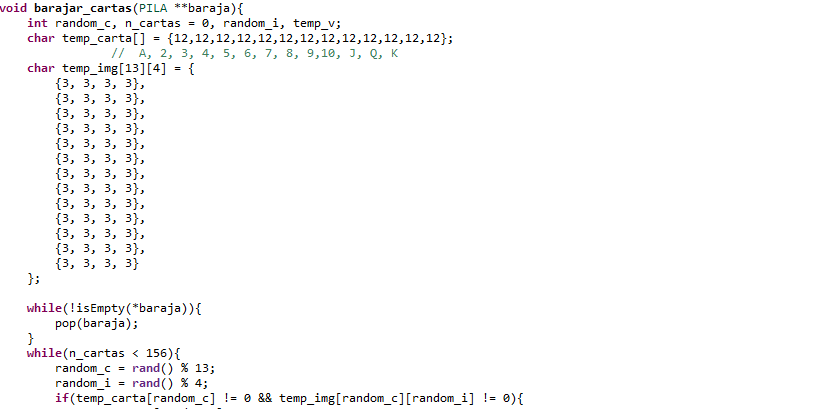 void barajar_cartas(PILA **baraja){
    int random_c, n_cartas = 0, random_i, temp_v;
    char temp_carta[] = {12,12,12,12,12,12,12,12,12,12,12,12,12};
                // A, 2, 3, 4, 5, 6, 7, 8, 9,10, J, Q, K
    char temp_img[13][4] = {
        {3, 3, 3, 3},
        {3, 3, 3, 3},
        {3, 3, 3, 3},
        {3, 3, 3, 3},
        {3, 3, 3, 3},
        {3, 3, 3, 3},
        {3, 3, 3, 3},
        {3, 3, 3, 3},
        {3, 3, 3, 3},
        {3, 3, 3, 3},
        {3, 3, 3, 3},
        {3, 3, 3, 3},
        {3, 3, 3, 3}
    };

    while(!isEmpty(*baraja)){
        pop(baraja);
    }
    while(n_cartas < 156){
        random_c = rand() % 13;
        random_i = rand() % 4;
        if(temp_carta[random_c] != 0 && temp_img[random_c][random_i] != 0){